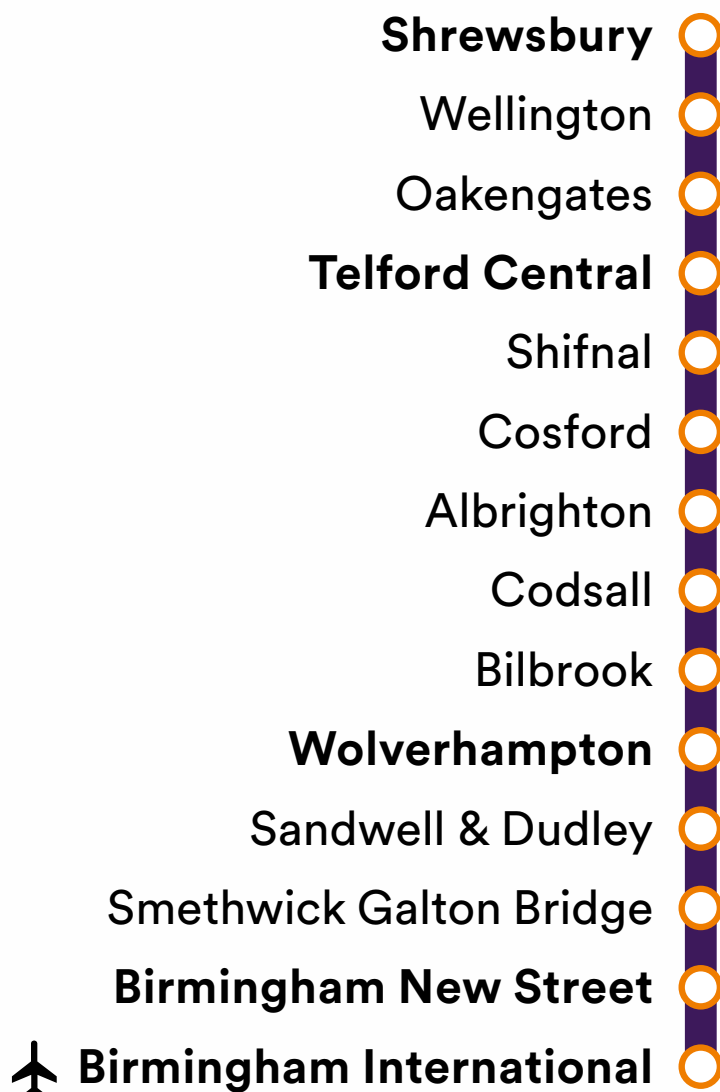 Shrewsbury
Wellington
Oakengates
Telford Central
Shifnal
Cosford
Albrighton
Codsall
Bilbrook
Wolverhampton
Sandwell & Dudley
Smethwick Galton Bridge
Birmingham New Street
Birmingham International